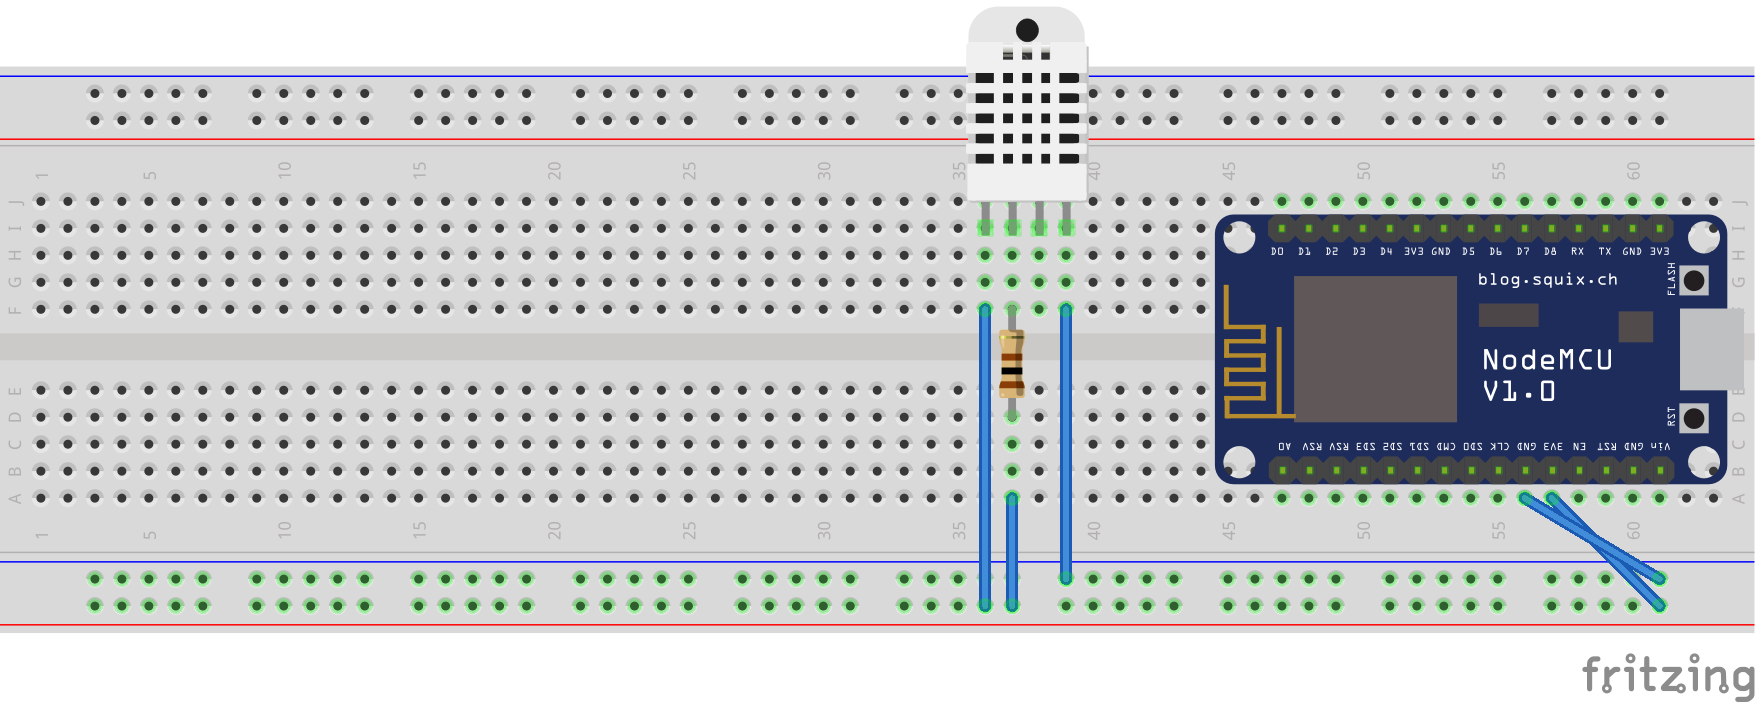 1 5 10 15 20 25 30 35 40 45 50 55 60
J
I
H
G
F
D0 D1 D2 D3 D4 3V3 GND D5 D6 D7 D8 RX TX GND 3V3
blog.squix.ch
FLASH
NodeMCU
V1.0
RST
A0 RSV RSV SD3 SD2 SD1 CMD SD0 CLK GND 3V3 EN RST GND Vin
E
D
C
B
A
J
I
H
G
D
C
B
A
1 5 10 15 20 25 30 35 40 45 50 55 60
fritzing